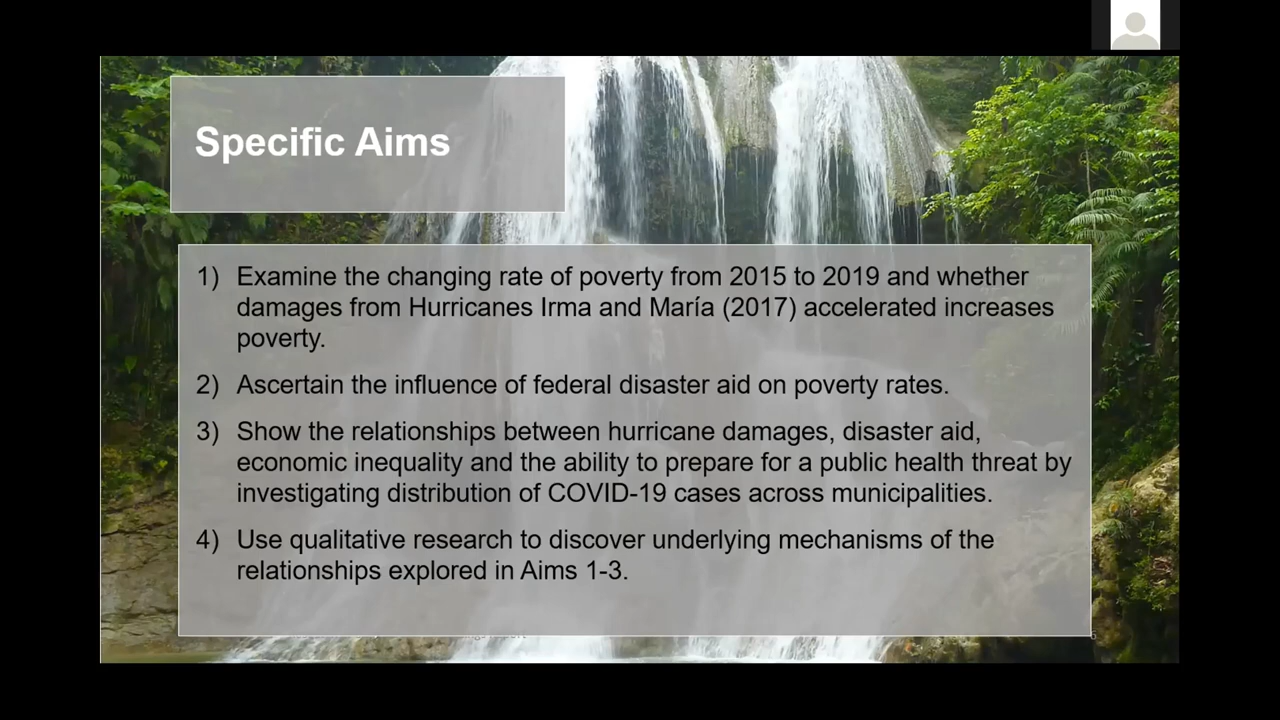 Specific Aims
1) Examine the changing rate of poverty from 2015 to 2019 and whether
damages from Hurricanes Irma and María (2017) accelerated increases
poverty.
2) Ascertain the influence of federal disaster aid on poverty rates.
3) Show the relationships between hurricane damages, disaster aid,
economic inequality and the ability to prepare for a public health threat by
investigating distribution of COVID-19 cases across municipalities.
4) Use qualitative research to discover underlying mechanisms of the
relationships explored in Aims 1-3.